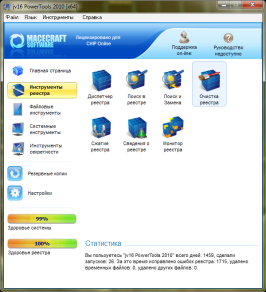 jv16 PowerTools 2010 [x64]
Файл Язык Инструменты Справка
MACECRAFT
SOFTWARE
Лицензировано для:
CHIP Online
Поддержка
on-line
Руководство
недоступно
Главная страница
Инструменты
реестра
Файловые
инструменты
Системные
инструменты
Инструменты
секретности
Резервные копии
Настройки
99%
Здоровье системы
100%
Здоровье реестра
Диспетчер
реестра
Поиск в
реестре
Поиск и
Замена
Очистка
реестра
Сжатие
реестра
Сведения о
реестре
Монитор
реестра
Статистика
Вы пользуетесь "jv16 PowerTools 2010" всего дней: 1459, сделали
запусков: 26. За это время исправлено ошибок реестра: 1715, удалено
временных файлов: 0, удалено других файлов: 0.